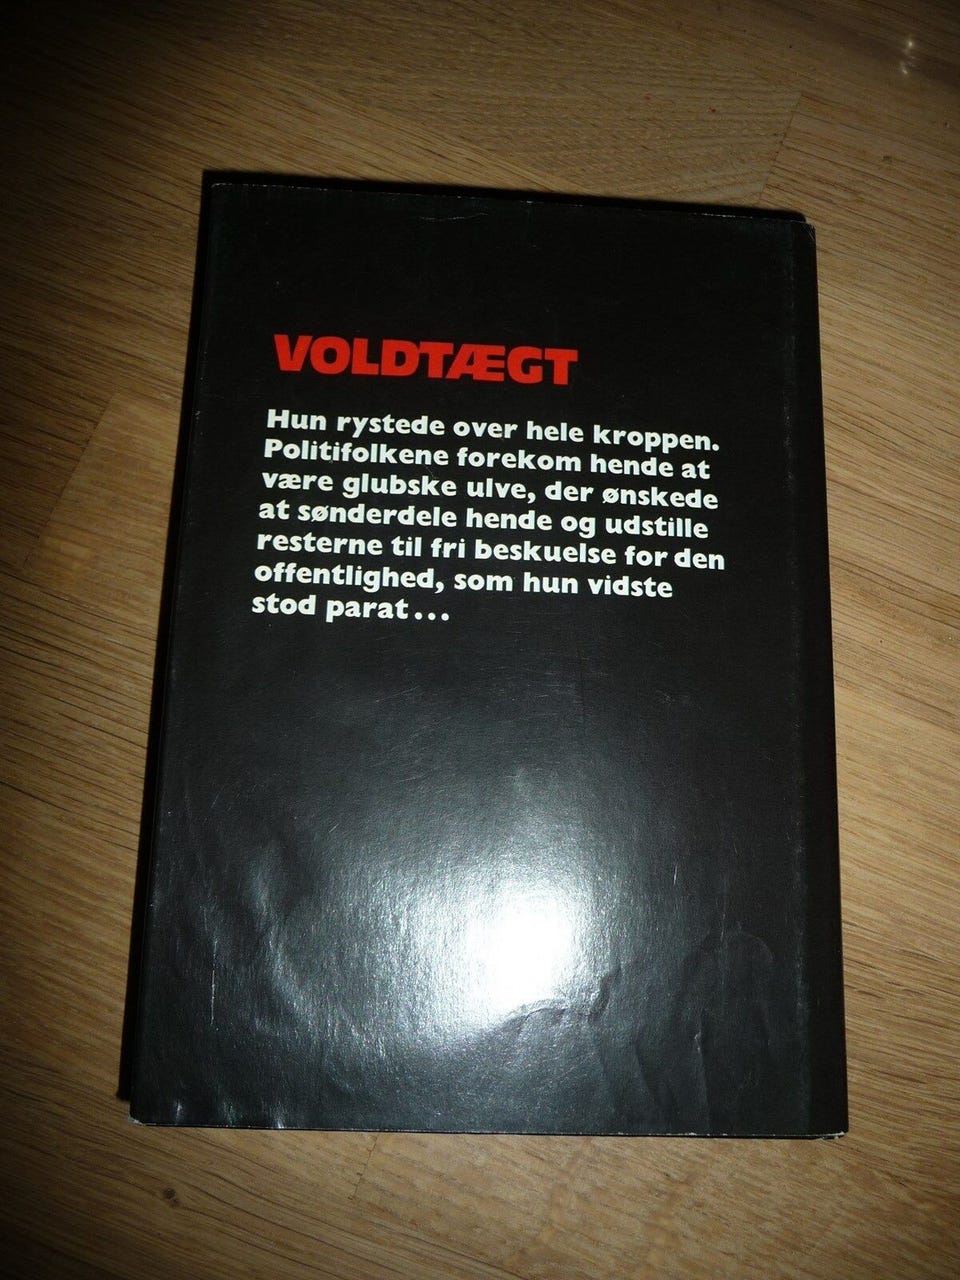 VOLDTÆGT
Hun rystede over hele kroppen.
Politifolkene forekom hende at
være glubske ulve, der ønskede
at sønderdele hende og udstille
resterne til fri beskuelse for den
offentlighed, som hun vidste
stod parat...